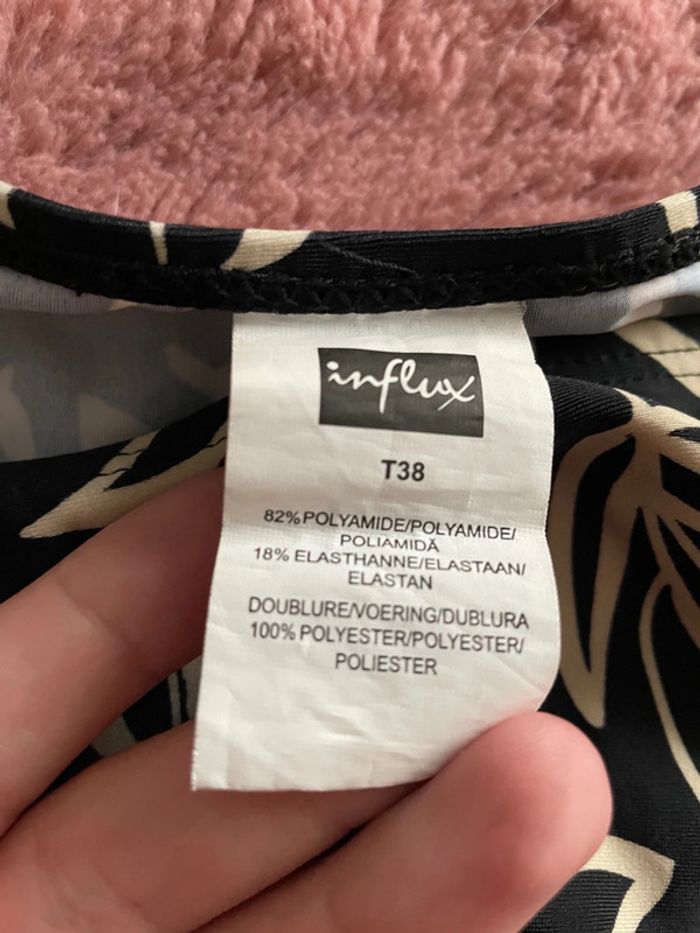 influx
T38
82% POLYAMIDE/POLYAMIDE/
POLIAMIDĂ
18% ELASTHANNE/ELASTAAN/
ELASTAN
DOUBLURE/VOERING/DUBLURA
100% POLYESTER/POLYESTER/
POLIESTER